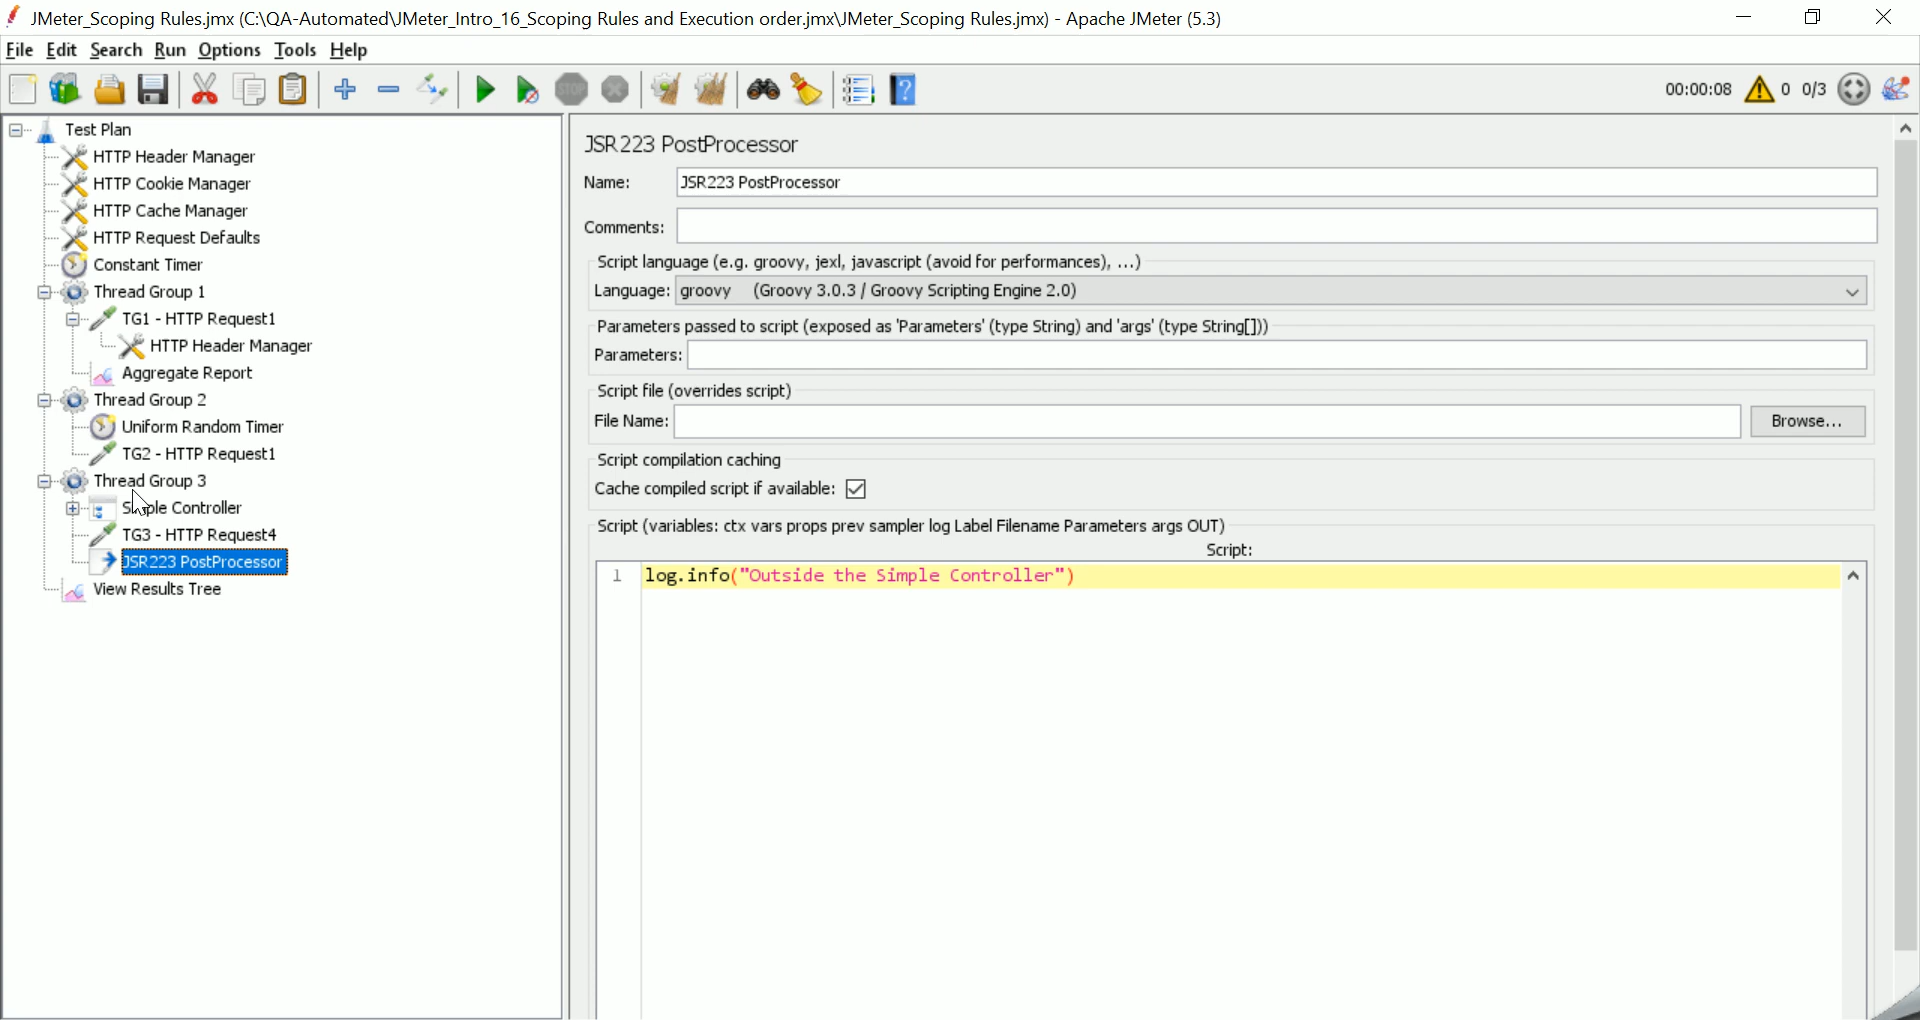 JMeter_Scoping Rules.jmx (C:\QA-Automated\JMeter_Intro_16_Scoping Rules and Execution order.jmx\JMeter_Scoping Rules.jmx) - Apache JMeter (5.3)
File Edit Search Run Options Tools Help
STOP
00:00:08 0 0/3
Test Plan
HTTP Header Manager
HTTP Cookie Manager
HTTP Cache Manager
HTTP Request Defaults
Constant Timer
Thread Group 1
TG1 - HTTP Request1
HTTP Header Manager
Aggregate Report
Thread Group 2
Uniform Random Timer
TG2 - HTTP Request1
Thread Group 3
Simple Controller
TG3 - HTTP Request4
JSR223 PostProcessor
View Results Tree
JSR223 PostProcessor
Name: JSR223 PostProcessor
Comments:
Script language (e.g. groovy, jexl, javascript (avoid for performances), ...)
Language: groovy (Groovy 3.0.3 / Groovy Scripting Engine 2.0)
Parameters passed to script (exposed as 'Parameters' (type String) and 'args' (type String[]))
Parameters:
Script file (overrides script)
File Name: Browse...
Script compilation caching
Cache compiled script if available:
Script (variables: ctx vars props prev sampler log Label Filename Parameters args OUT)
Script:
1 log.info("Outside the Simple Controller")